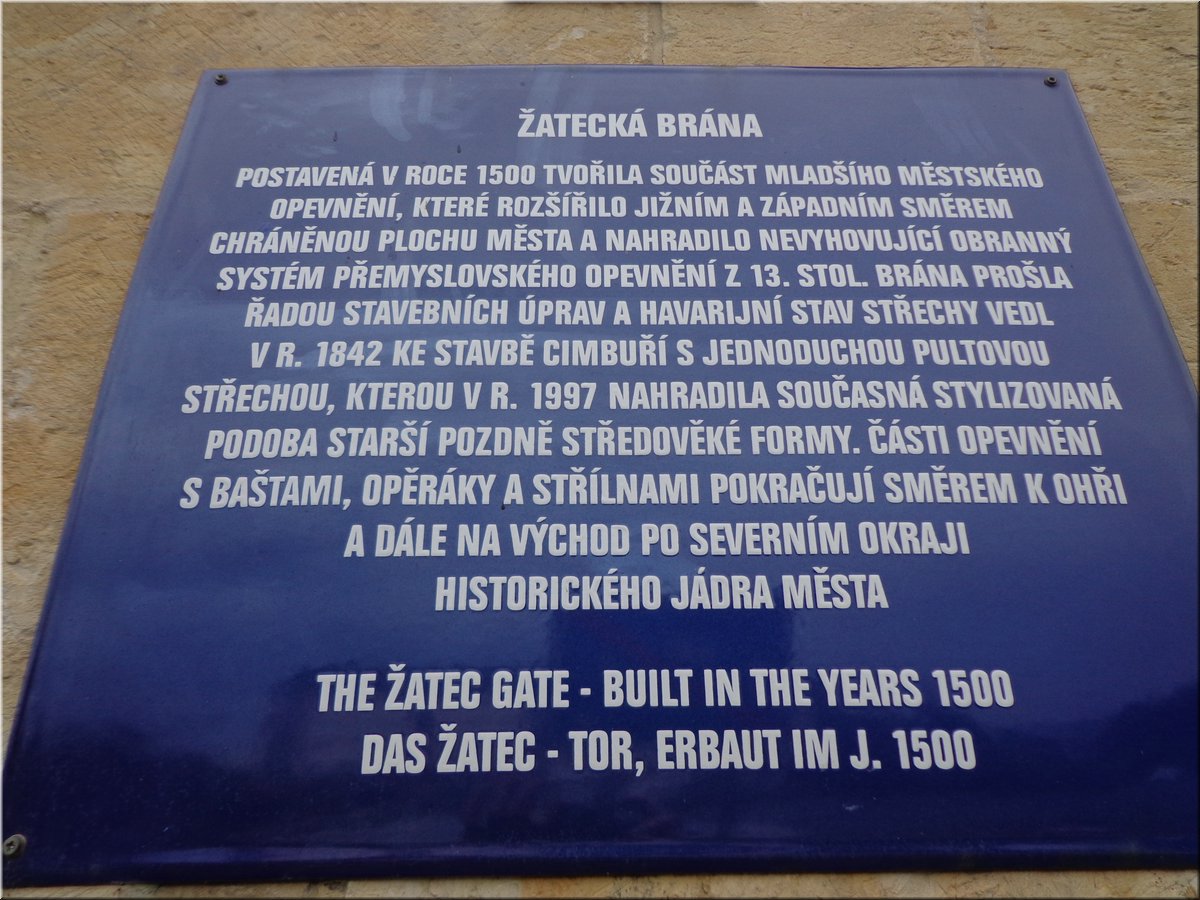 ŽATECKÁ BRÁNA
POSTAVENÁ V ROCE 1500 TVOŘILA SOUČÁST MLADŠÍHO MĚSTSKÉHO
OPEVNĚNÍ, KTERÉ ROZŠÍŘILO JIŽNÍM A ZÁPADNÍM SMĚREM
CHRÁNĚNOU PLOCHU MĚSTA A NAHRADILO NEVYHOVUJÍCÍ OBRANNÝ
SYSTÉM PŘEMYSLOVSKÉHO OPEVNĚNÍ Z 13. STOL. BRÁNA PROŠLA
ŘADOU STAVEBNÍCH ÚPRAV A HAVARIJNÍ STAV STŘECHY VEDL
V R. 1842 KE STAVBĚ CIMBUŘÍ S JEDNODUCHOU PULTOVOU
STŘECHOU, KTEROU V R. 1997 NAHRADILA SOUČASNÁ STYLIZOVANÁ
PODOBA STARŠÍ POZDNĚ STŘEDOVĚKÉ FORMY. ČÁSTI OPEVNĚNÍ
S BAŠTAMI, OPĚRÁKY A STŘÍLNAMI POKRAČUJÍ SMĚREM K OHŘI
A DÁLE NA VÝCHOD PO SEVERNÍM OKRAJI
HISTORICKÉHO JÁDRA MĚSTA
THE ŽATEC GATE - BUILT IN THE YEARS 1500
DAS ŽATEC - TOR, ERBAUT IM J. 1500